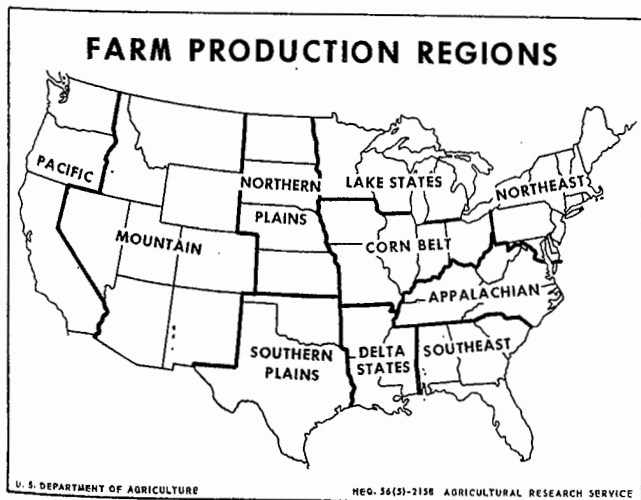 FARM PRODUCTION REGIONS
PACIFIC
NORTHERN
PLAINS
LAKE STATES
NORTHEAST
MOUNTAIN
CORN BELT
APPALACHIAN
SOUTHERN
PLAINS
DELTA
STATES
SOUTHEAST
U. S. DEPARTMENT OF AGRICULTURE
NEG. 56(5)-2158 AGRICULTURAL RESEARCH SERVICE